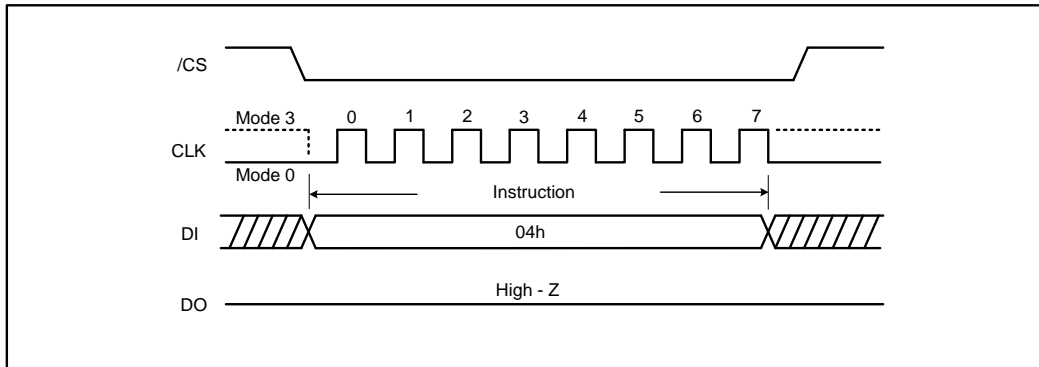 /CS
Mode 3
0 1 2 3 4 5 6 7
CLK
Mode 0
Instruction
DI
04h
High - Z
DO